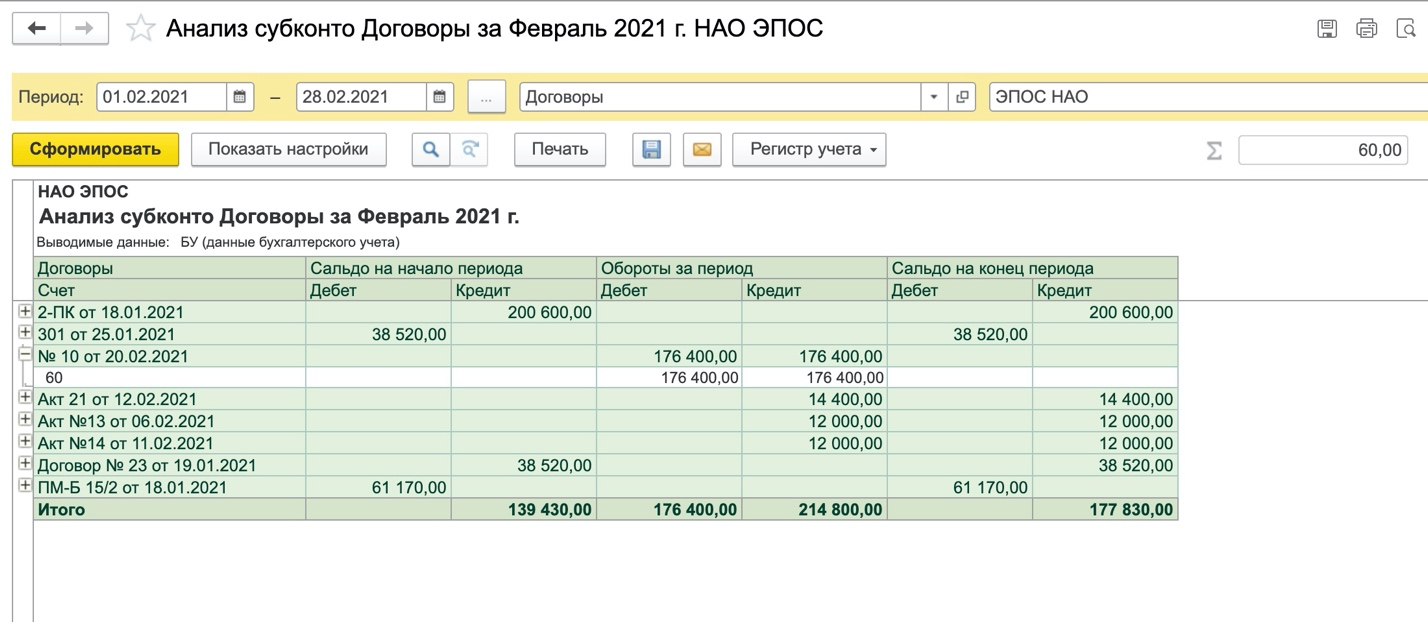 Анализ субконто Договоры за Февраль 2021 г. НАО ЭПОС
Период: 01.02.2021 – 28.02.2021 ... Договоры ЭПОС НАО
Сформировать Показать настройки Печать Регистр учета Σ 60,00
НАО ЭПОС
Анализ субконто Договоры за Февраль 2021 г.
Выводимые данные: БУ (данные бухгалтерского учета)
Договоры Сальдо на начало периода Обороты за период Сальдо на конец периода
Счет Дебет Кредит Дебет Кредит Дебет Кредит
2-ПК от 18.01.2021 200 600,00 200 600,00
301 от 25.01.2021 38 520,00 38 520,00
№ 10 от 20.02.2021 176 400,00 176 400,00
60 176 400,00 176 400,00
Акт 21 от 12.02.2021 14 400,00 14 400,00
Акт №13 от 06.02.2021 12 000,00 12 000,00
Акт №14 от 11.02.2021 12 000,00 12 000,00
Договор № 23 от 19.01.2021 38 520,00 38 520,00
ПМ-Б 15/2 от 18.01.2021 61 170,00 61 170,00
Итого 139 430,00 176 400,00 214 800,00 177 830,00